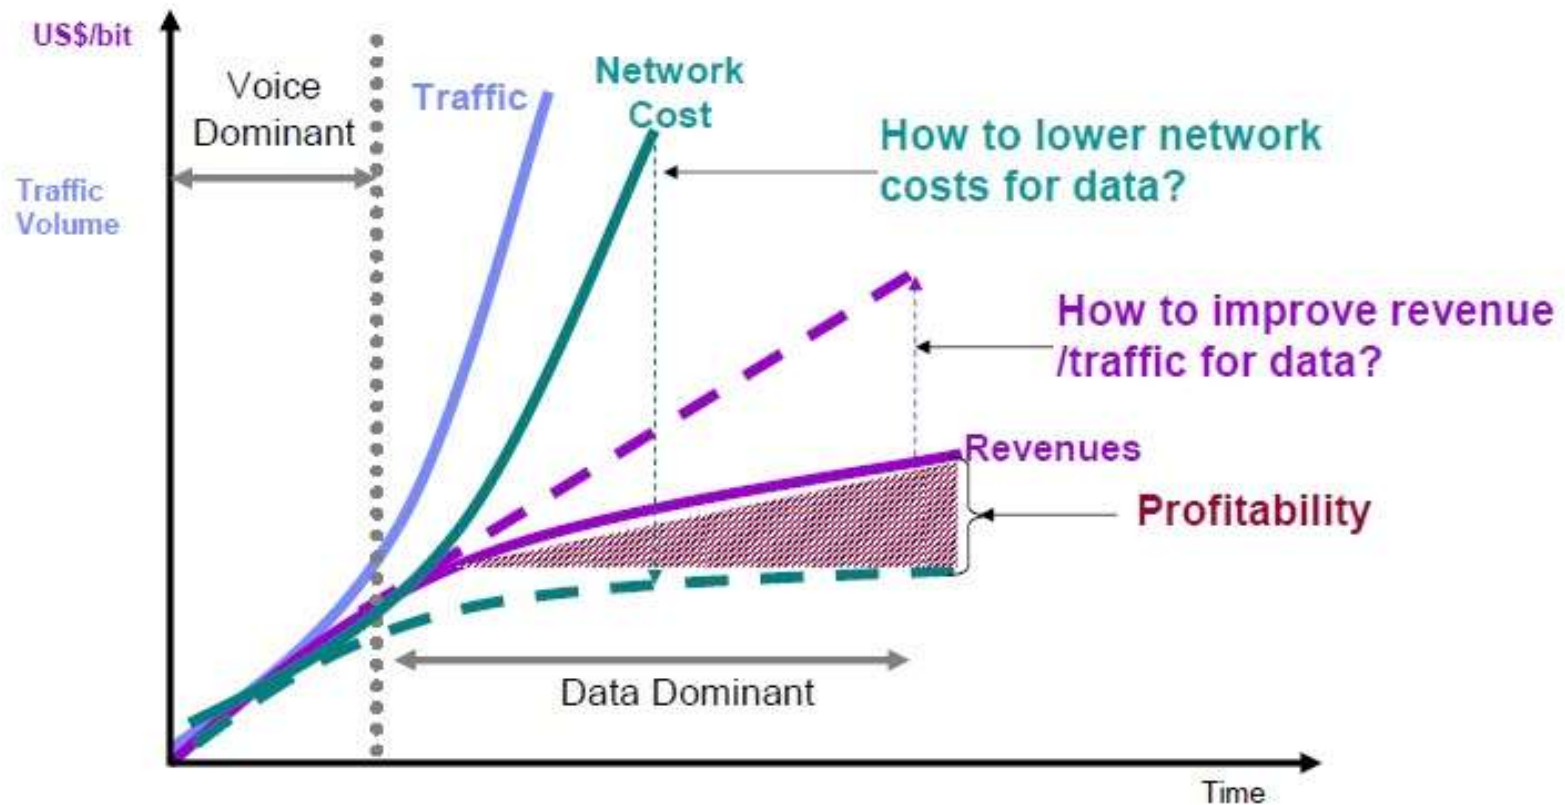 US$/bit
Voice
Dominant
Traffic
Network
Cost
How to lower network
costs for data?
Traffic
Volume
How to improve revenue
/traffic for data?
Revenues
Profitability
Data Dominant
Time